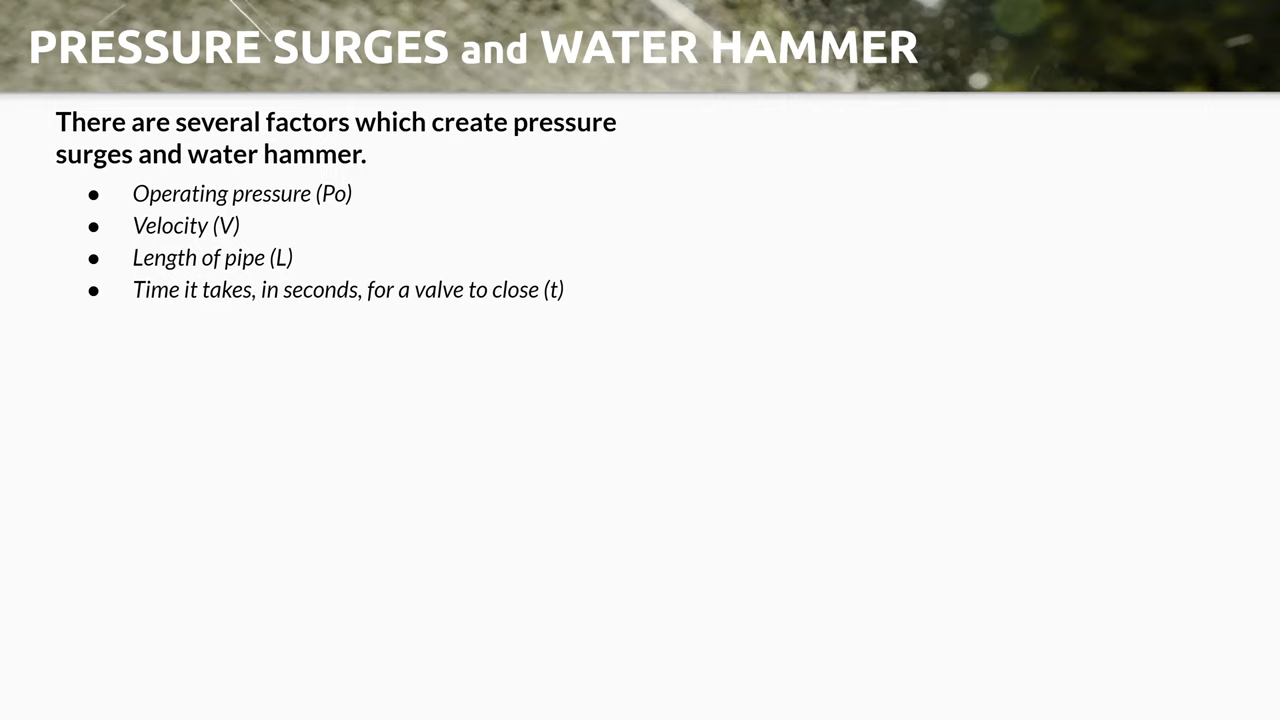 PRESSURE SURGES and WATER HAMMER
There are several factors which create pressure
surges and water hammer.
● Operating pressure (Po)
● Velocity (V)
● Length of pipe (L)
● Time it takes, in seconds, for a valve to close (t)